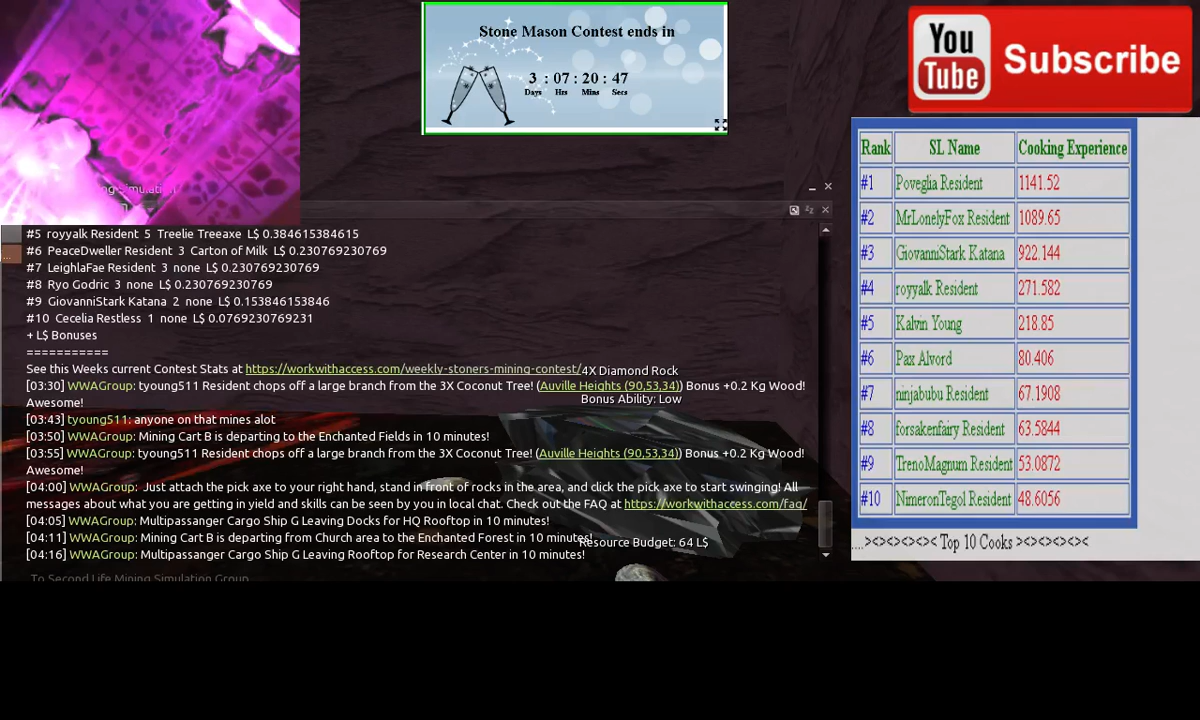 Stone Mason Contest ends in
3 : 07 : 20 : 47
Days Hrs Mins Secs
You Tube Subscribe
ng Simulation
#5 royyalk Resident 5 Treelie Treeaxe L$ 0.384615384615
#6 PeaceDweller Resident 3 Carton of Milk L$ 0.230769230769
#7 LeighlaFae Resident 3 none L$ 0.230769230769
#8 Ryo Godric 3 none L$ 0.230769230769
#9 GiovanniStark Katana 2 none L$ 0.153846153846
#10 Cecelia Restless 1 none L$ 0.0769230769231
+ L$ Bonuses
===========
See this Weeks current Contest Stats at https://workwithaccess.com/weekly-stoners-mining-contest/
[03:30] WWAGroup: tyoung511 Resident chops off a large branch from the 3X Coconut Tree! (Auville Heights (90,53,34)) Bonus +0.2 Kg Wood!
Awesome!
[03:43] tyoung511: anyone on that mines alot
[03:50] WWAGroup: Mining Cart B is departing to the Enchanted Fields in 10 minutes!
[03:55] WWAGroup: tyoung511 Resident chops off a large branch from the 3X Coconut Tree! (Auville Heights (90,53,34)) Bonus +0.2 Kg Wood!
Awesome!
[04:00] WWAGroup: Just attach the pick axe to your right hand, stand in front of rocks in the area, and click the pick axe to start swinging! All
messages about what you are getting in yield and skills can be seen by you in local chat. Check out the FAQ at https://workwithaccess.com/faq/
[04:05] WWAGroup: Multipassanger Cargo Ship G Leaving Docks for HQ Rooftop in 10 minutes!
[04:11] WWAGroup: Mining Cart B is departing from Church area to the Enchanted Forest in 10 minutes!
[04:16] WWAGroup: Multipassanger Cargo Ship G Leaving Rooftop for Research Center in 10 minutes!
To Second Life Mining Simulation Group
4X Diamond Rock
Bonus Ability: Low
Resource Budget: 64 L$
Rank SL Name Cooking Experience
#1 Poveglia Resident 1141.52
#2 MrLonelyFox Resident 1089.65
#3 GiovanniStark Katana 922.144
#4 royyalk Resident 271.582
#5 Kalvin Young 218.85
#6 Pax Alvord 80.406
#7 ninjabubu Resident 67.1908
#8 forsakenfairy Resident 63.5844
#9 TrenoMagnum Resident 53.0872
#10 NimeronTegol Resident 48.6056
....><><><><>< Top 10 Cooks ><><><><><